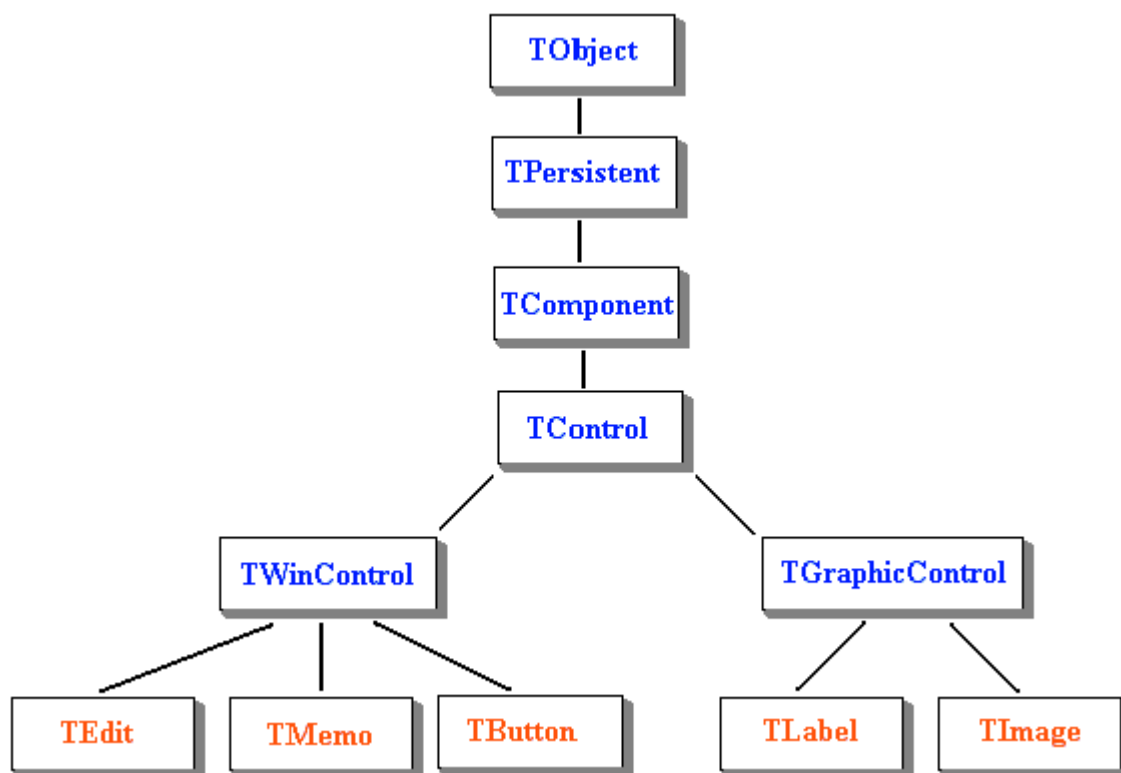 TObject
TPersistent
TComponent
TControl
TWinControl
TGraphicControl
TEdit
TMemo
TButton
TLabel
TImage